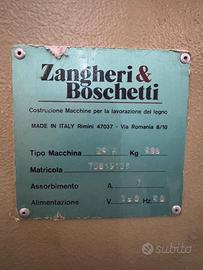 Zangheri &
Boschetti
Costruzione Macchine per la lavorazione del legno
MADE IN ITALY Rimini 47037 - Via Romania 8/10
Tipo Macchina Kg
Matricola
Assorbimento A.
Alimentazione V.
subito